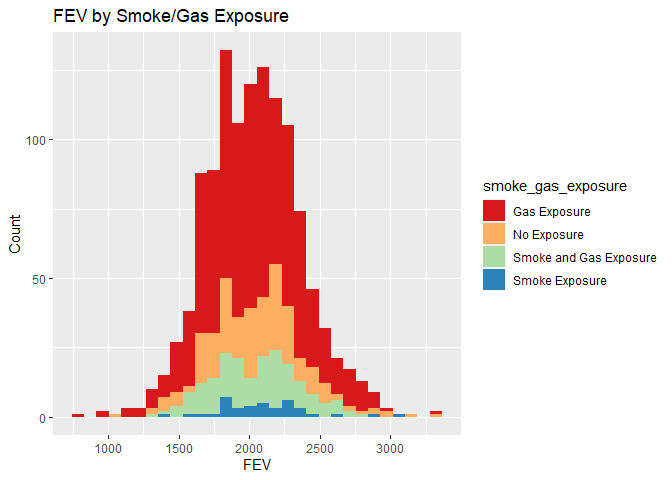 FEV by Smoke/Gas Exposure
Count
100
50
0
1000 1500 2000 2500 3000
FEV
smoke_gas_exposure
Gas Exposure
No Exposure
Smoke and Gas Exposure
Smoke Exposure